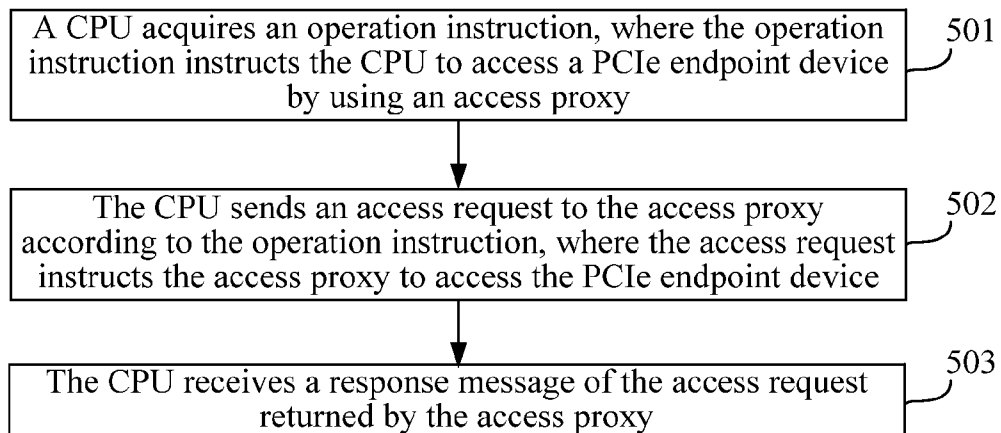 A CPU acquires an operation instruction, where the operation
instruction instructs the CPU to access a PCIe endpoint device
by using an access proxy
501
The CPU sends an access request to the access proxy
according to the operation instruction, where the access request
instructs the access proxy to access the PCIe endpoint device
502
The CPU receives a response message of the access request
returned by the access proxy
503